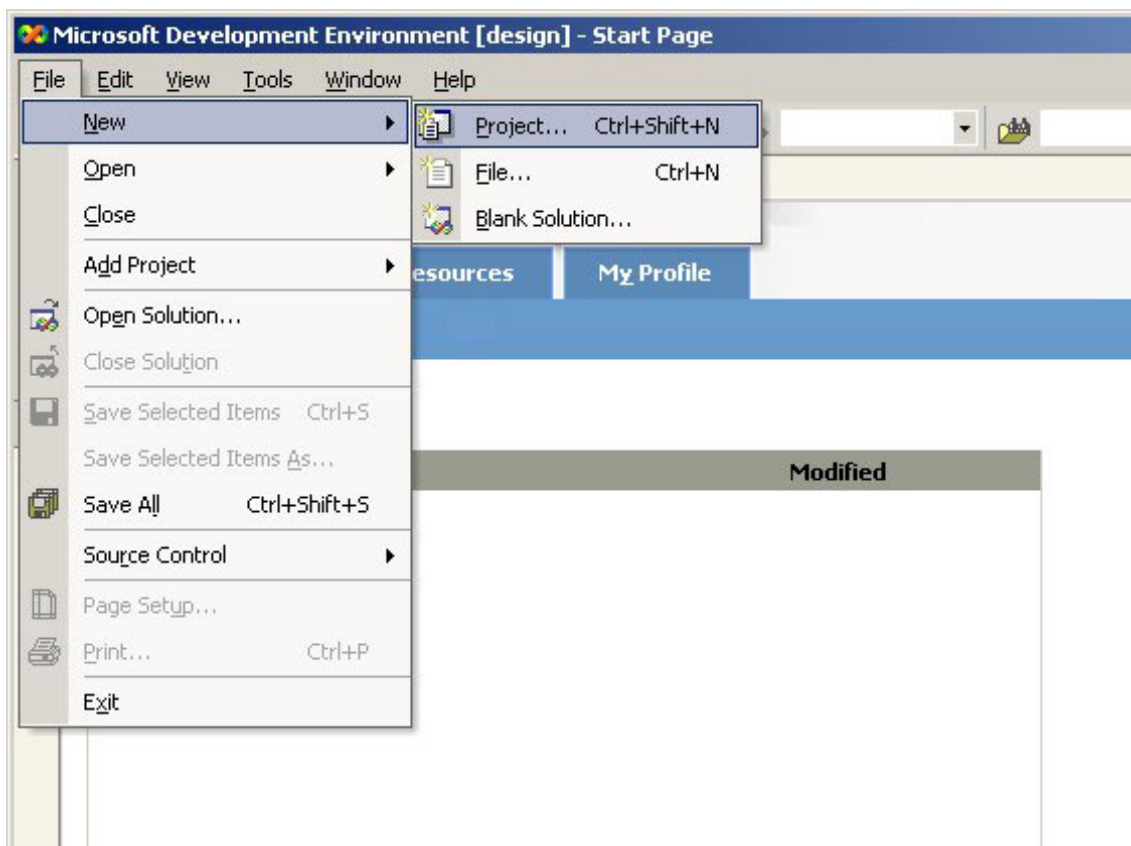 Microsoft Development Environment [design] - Start Page
File Edit View Tools Window Help
New
Project... Ctrl+Shift+N
Open
File... Ctrl+N
Close
Blank Solution...
Add Project
My Profile
Open Solution...
Close Solution
Save Selected Items Ctrl+S
Save Selected Items As...
Modified
Save All Ctrl+Shift+S
Source Control
Page Setup...
Print... Ctrl+P
Exit